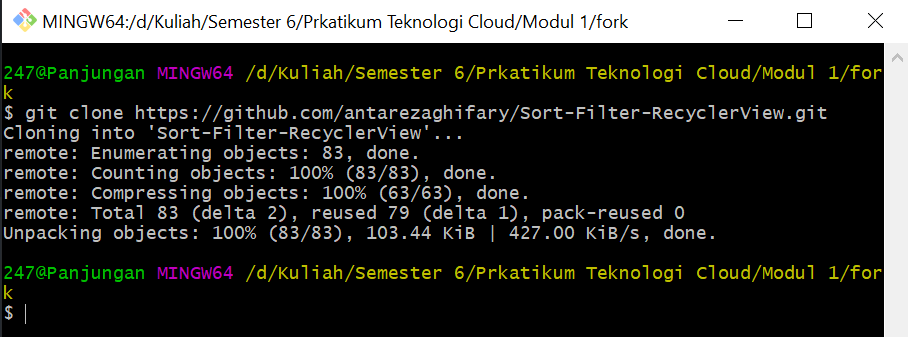 MINGW64:/d/Kuliah/Semester 6/Prkatikum Teknologi Cloud/Modul 1/fork
247@Panjungan MINGW64 /d/Kuliah/Semester 6/Prkatikum Teknologi Cloud/Modul 1/for
k
$ git clone https://github.com/antarezaghifary/Sort-Filter-RecyclerView.git
Cloning into 'Sort-Filter-RecyclerView'...
remote: Enumerating objects: 83, done.
remote: Counting objects: 100% (83/83), done.
remote: Compressing objects: 100% (63/63), done.
remote: Total 83 (delta 2), reused 79 (delta 1), pack-reused 0
Unpacking objects: 100% (83/83), 103.44 KiB | 427.00 KiB/s, done.
247@Panjungan MINGW64 /d/Kuliah/Semester 6/Prkatikum Teknologi Cloud/Modul 1/for
k
$